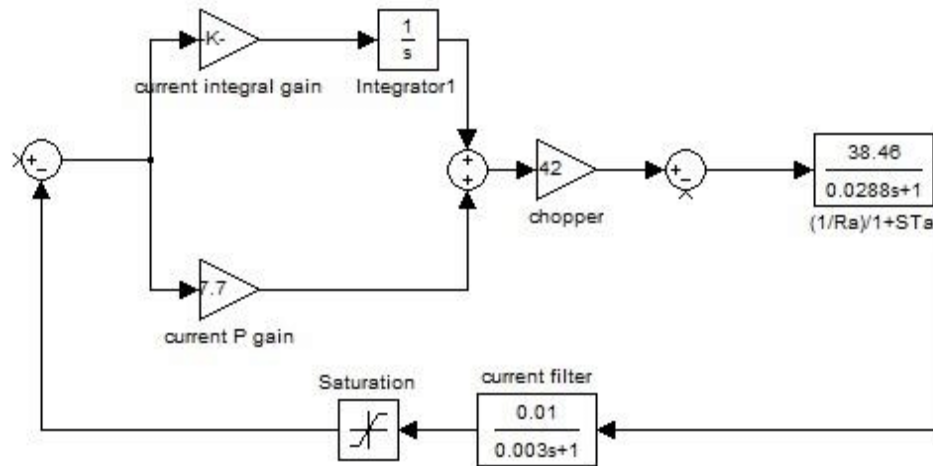 -K-
1
s
current integral gain
Integrator1
+
−
+
+
42
chopper
+
−
38.46
0.0288s+1
(1/Ra)/1+STa
7.7
current P gain
Saturation
current filter
0.01
0.003s+1